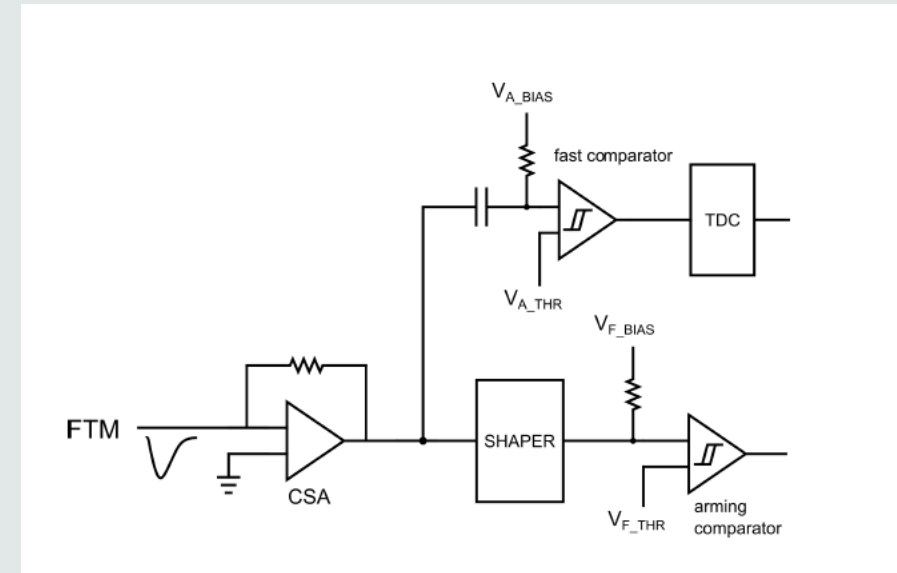 V_A_BIAS
fast comparator
TDC
V_A_THR
V_F_BIAS
FTM
SHAPER
CSA
V_F_THR
arming
comparator